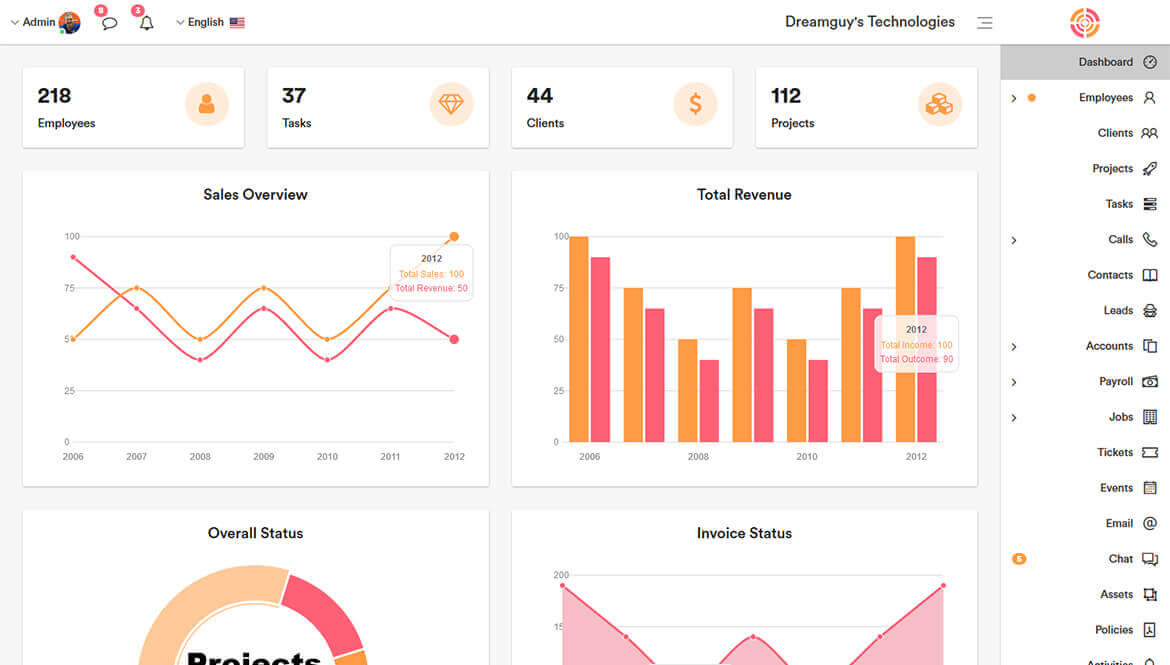 Admin
9
3
English
Dreamguy's Technologies
218
Employees
37
Tasks
44
Clients
112
Projects
Sales Overview
100
75
5
25
0
2006
2007
2008
2009
2010
2011
2012
2012
Total Sales: 100
Total Revenue: 50
Total Revenue
100
75
50
25
0
2006
2008
2010
2012
2012
Total Income: 100
Total Outcome: 90
Overall Status
Projects
Invoice Status
200
15
Dashboard
Employees
Clients
Projects
Tasks
Calls
Contacts
Leads
Accounts
Payroll
Jobs
Tickets
Events
Email
Chat
Assets
Policies
Activities